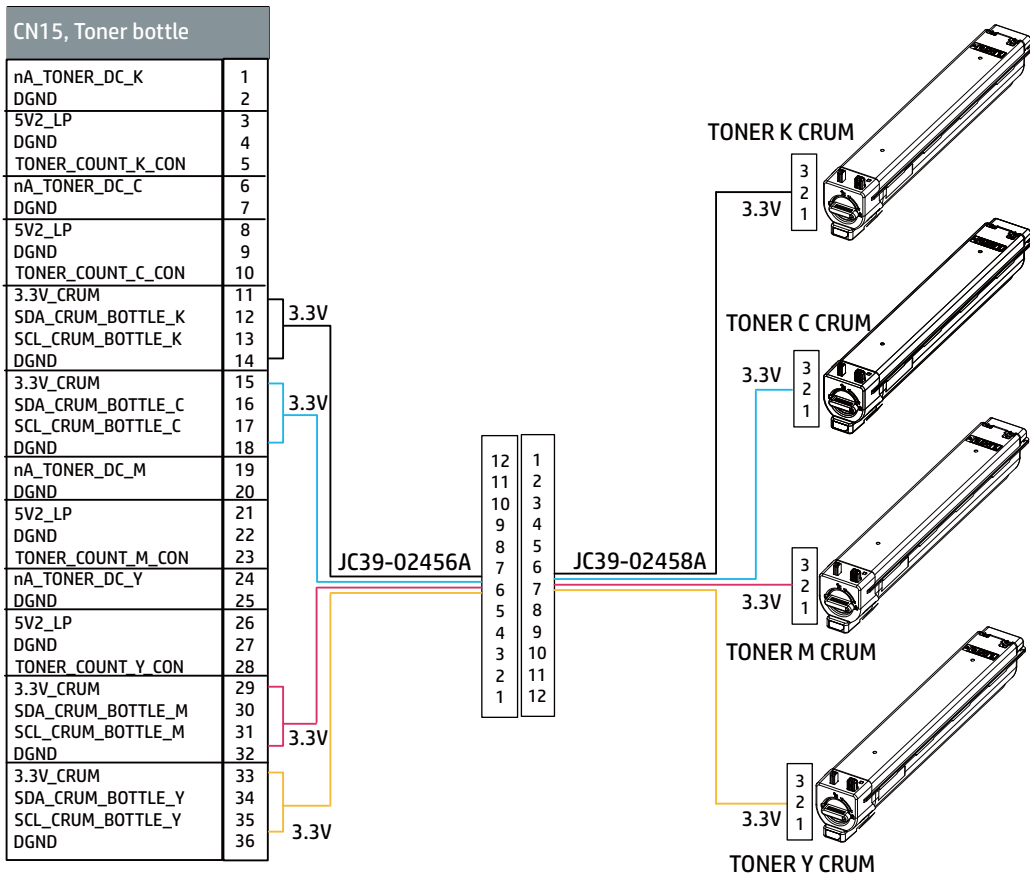 CN15, Toner bottle
nA_TONER_DC_K 1
DGND 2
5V2_LP 3
DGND 4
TONER_COUNT_K_CON 5
nA_TONER_DC_C 6
DGND 7
5V2_LP 8
DGND 9
TONER_COUNT_C_CON 10
3.3V_CRUM 11
SDA_CRUM_BOTTLE_K 12
SCL_CRUM_BOTTLE_K 13
DGND 14
3.3V_CRUM 15
SDA_CRUM_BOTTLE_C 16
SCL_CRUM_BOTTLE_C 17
DGND 18
nA_TONER_DC_M 19
DGND 20
5V2_LP 21
DGND 22
TONER_COUNT_M_CON 23
nA_TONER_DC_Y 24
DGND 25
5V2_LP 26
DGND 27
TONER_COUNT_Y_CON 28
3.3V_CRUM 29
SDA_CRUM_BOTTLE_M 30
SCL_CRUM_BOTTLE_M 31
DGND 32
3.3V_CRUM 33
SDA_CRUM_BOTTLE_Y 34
SCL_CRUM_BOTTLE_Y 35
DGND 36
3.3V
3.3V
3.3V
3.3V
JC39-02456A
12 1
11 2
10 3
9 4
8 5
7 6
6 7
5 8
4 9
3 10
2 11
1 12
JC39-02458A
TONER K CRUM
3.3V
3
2
1
TONER C CRUM
3.3V
3
2
1
3.3V
3
2
1
TONER M CRUM
3.3V
3
2
1
TONER Y CRUM